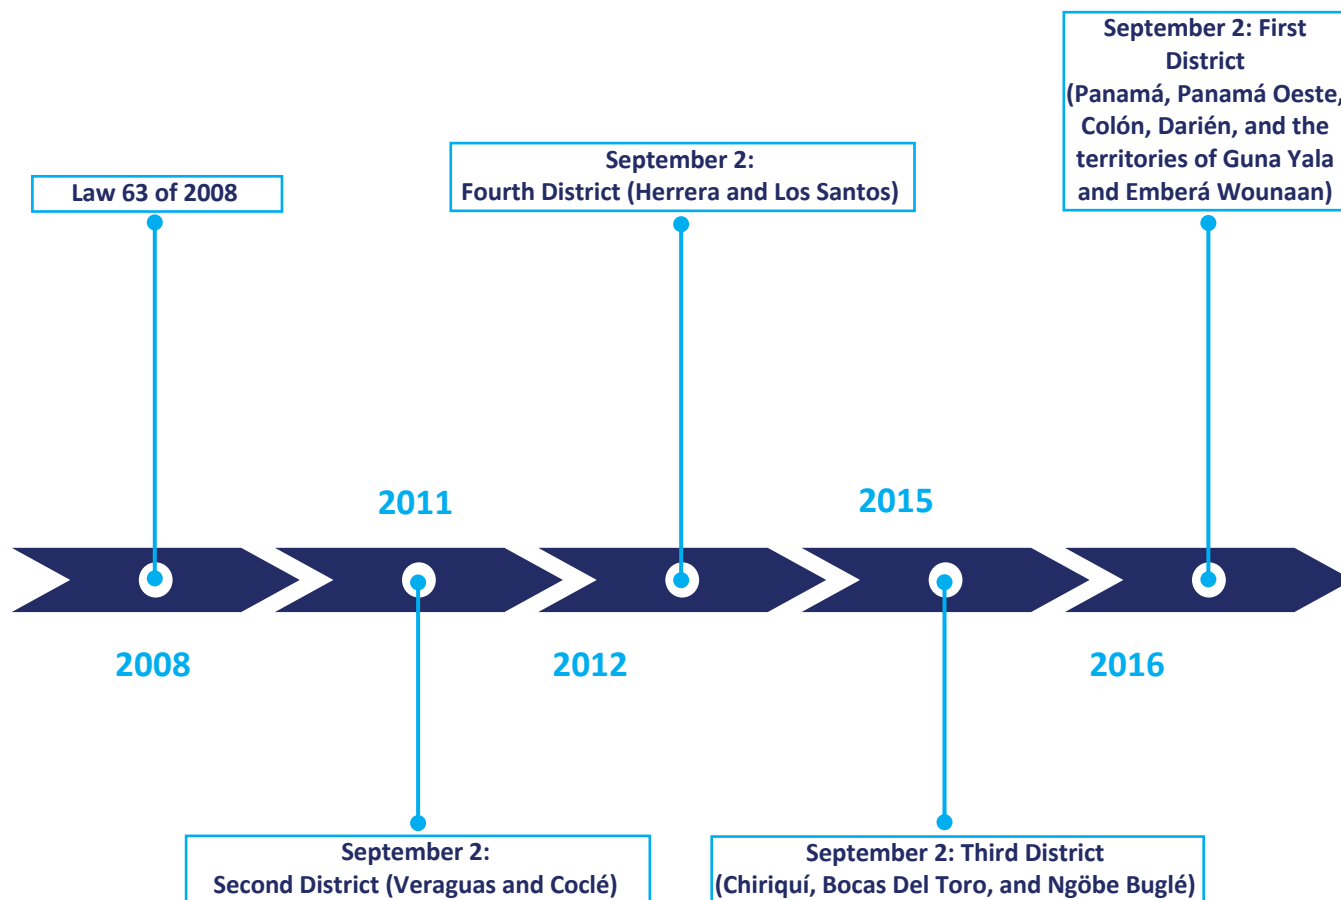 September 2: First
District
(Panamá, Panamá Oeste,
Colón, Darién, and the
territories of Guna Yala
and Emberá Wounaan)
September 2:
Fourth District (Herrera and Los Santos)
Law 63 of 2008
2011
2015
2008
2012
2016
September 2:
Second District (Veraguas and Coclé)
September 2: Third District
(Chiriquí, Bocas Del Toro, and Ngöbe Buglé)